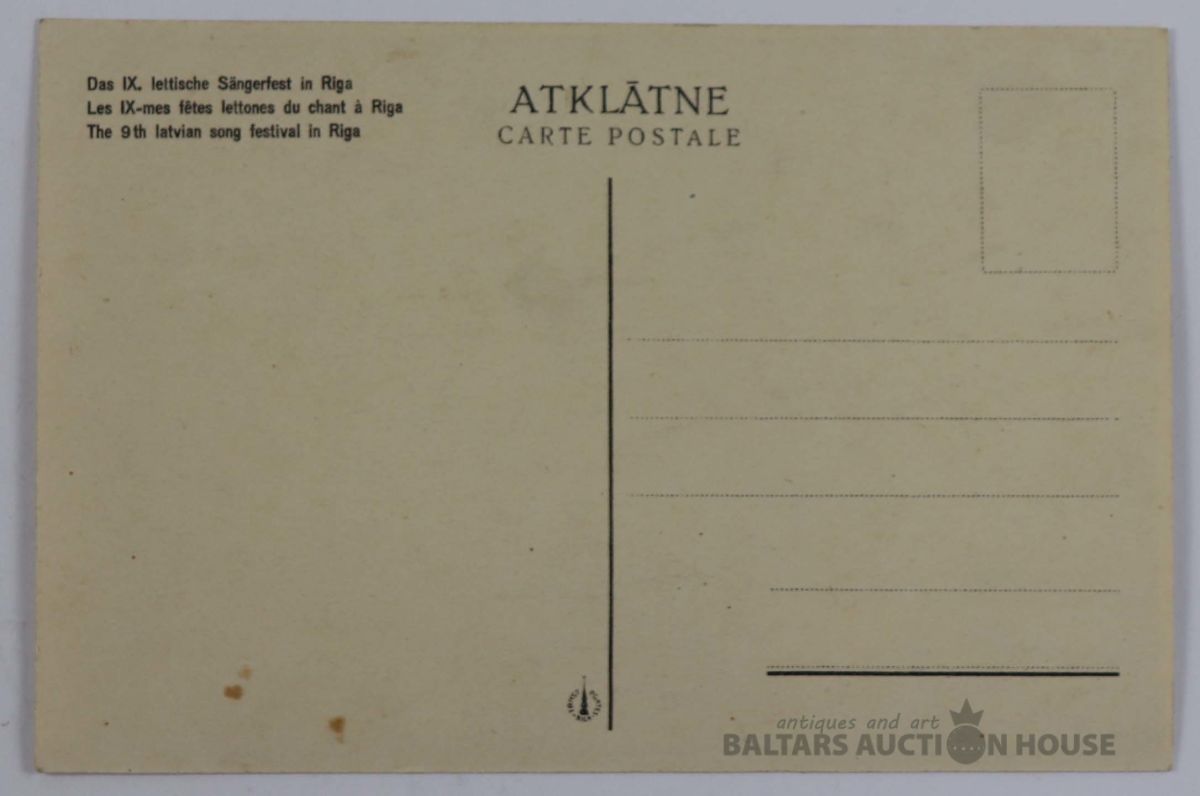 Das IX. lettische Sängerfest in Riga
Les IX-mes fêtes lettones du chant à Riga
The 9th latvian song festival in Riga
ATKLĀTNE
CARTE POSTALE
RIGA
antiques and art
BALTARS AUCTION HOUSE